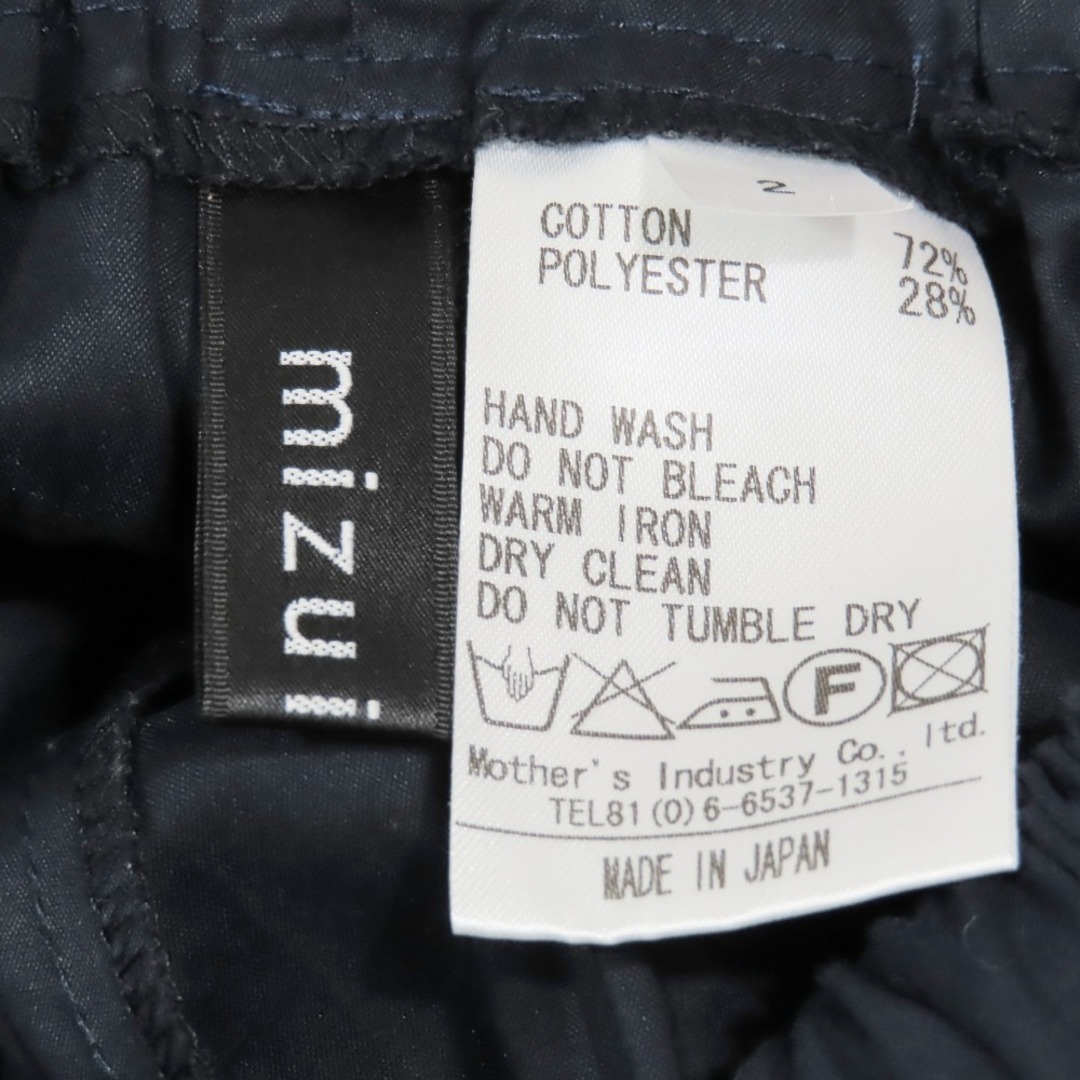 mizui
2
COTTON 72%
POLYESTER 28%
HAND WASH
DO NOT BLEACH
WARM IRON
DRY CLEAN
DO NOT TUMBLE DRY
F
Mother's Industry Co., ltd.
TEL81(0)6-6537-1315
MADE IN JAPAN